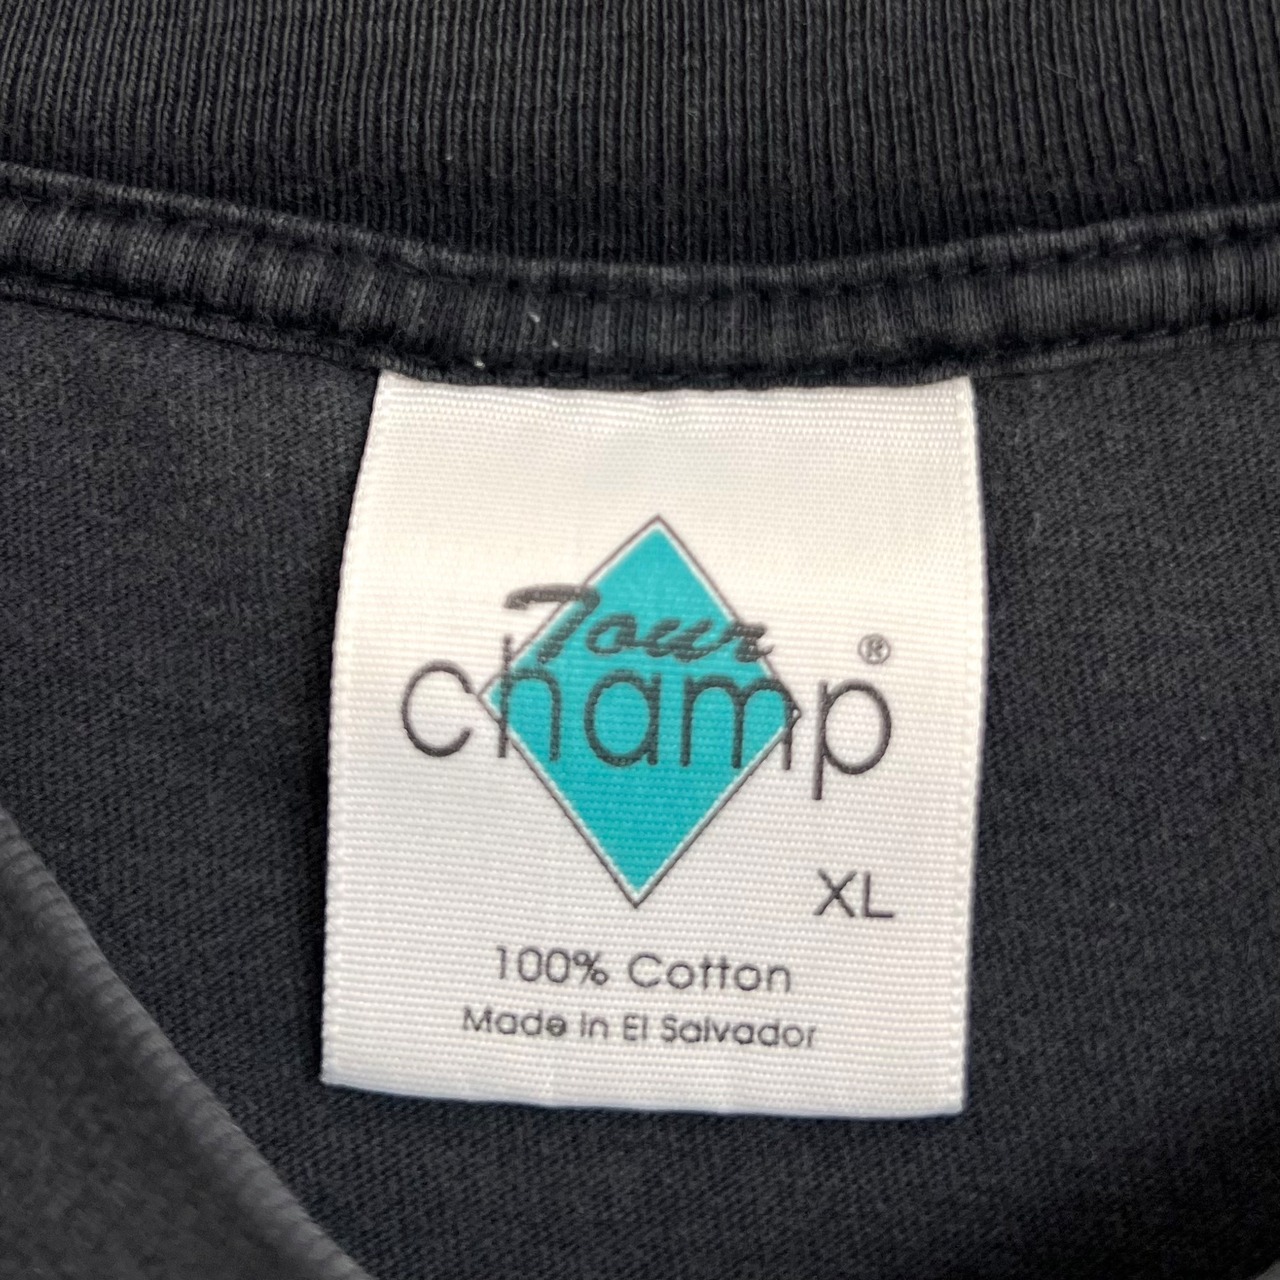 Tour
champ®
XL
100% Cotton
Made in El Salvador